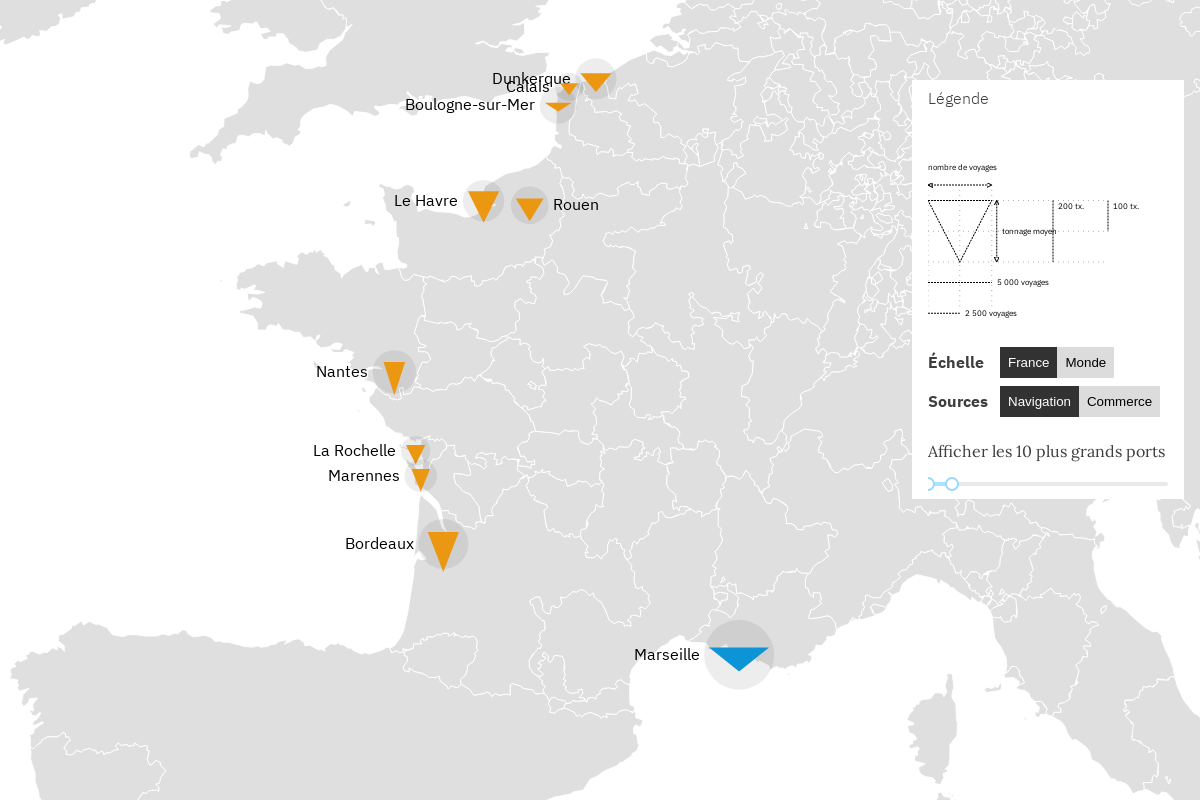 Dunkerque
Calais
Boulogne-sur-Mer
Le Havre
Rouen
Nantes
La Rochelle
Marennes
Bordeaux
Marseille
Légende
nombre de voyages
200 tx.
100 tx.
tonnage moyen
5 000 voyages
2 500 voyages
Échelle France Monde
Sources Navigation Commerce
Afficher les 10 plus grands ports